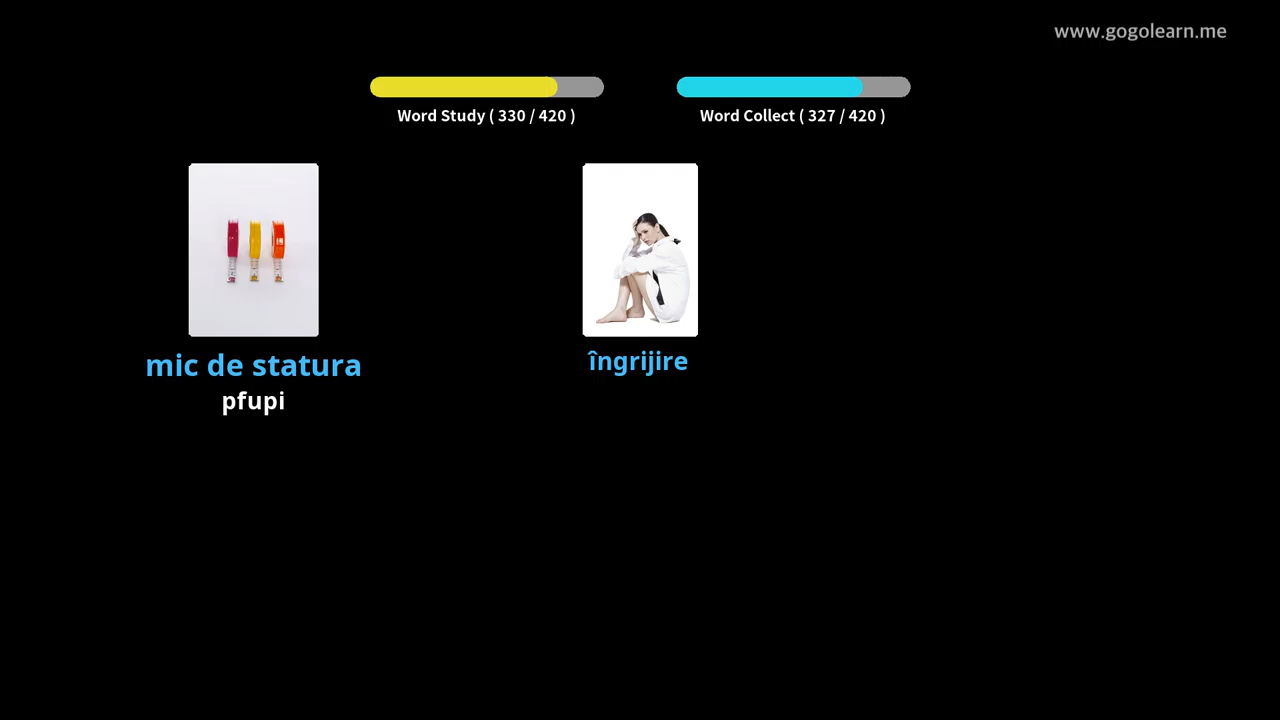 www.gogolearn.me
Word Study ( 330 / 420 )
Word Collect ( 327 / 420 )
mic de statura
pfupi
îngrijire